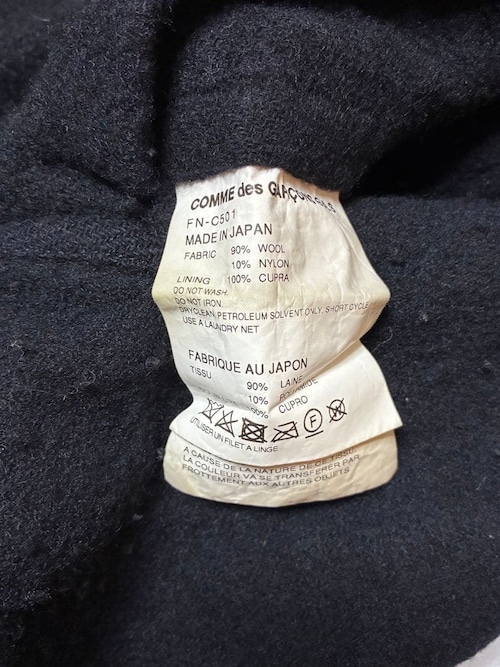 COMME des GARÇONS
FN-C501
MADE IN JAPAN
FABRIC 90% WOOL
10% NYLON
LINING 100% CUPRA
DO NOT WASH.
DO NOT IRON.
DRYCLEAN, PETROLEUM SOLVENT ONLY, SHORT CYCLE
USE A LAUNDRY NET
FABRIQUE AU JAPON
TISSU 90% LAINE
10% POLYAMIDE
100% CUPRO
F
UTILISER UN FILET A LINGE
A CAUSE DE LA NATURE DE CE TISSU
LA COULEUR VA SE TRANSFERER PAR
FROTTEMENT AUX AUTRES OBJETS